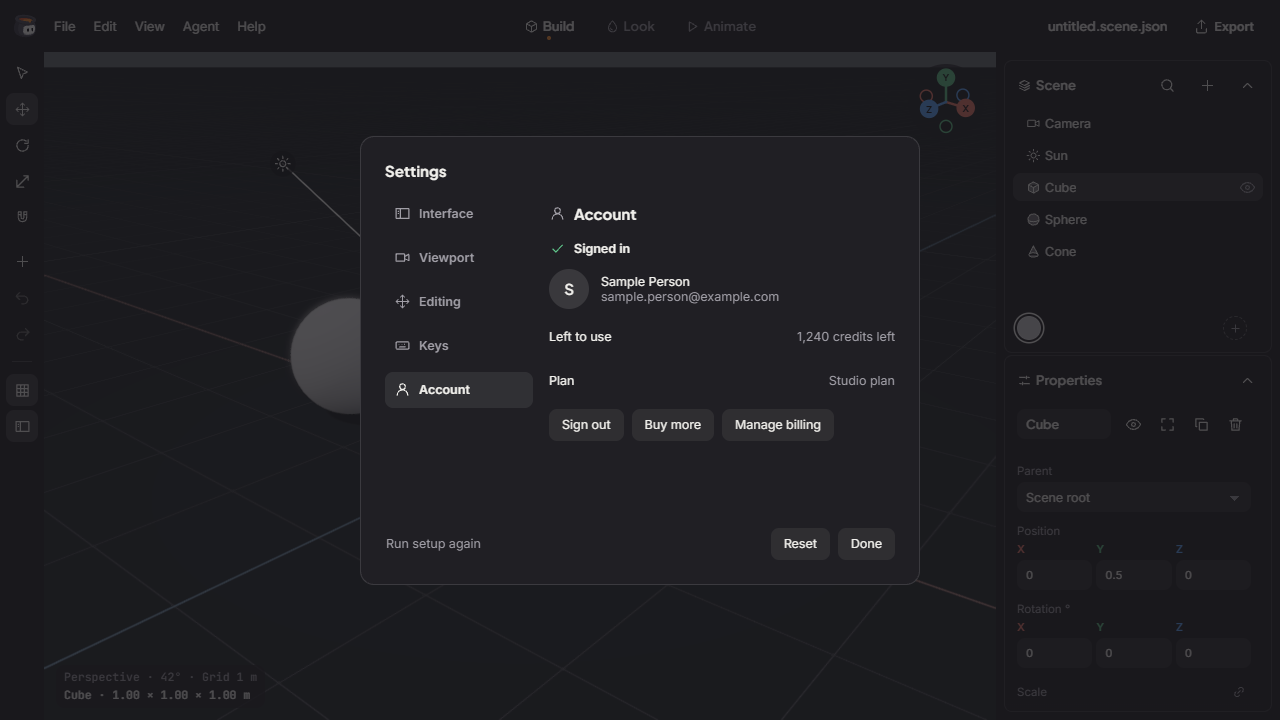 File Edit View Agent Help
Build Look Animate
untitled.scene.json Export
Y
Z X
Scene
Camera
Sun
Cube
Sphere
Cone
Settings
Interface
Viewport
Editing
Keys
Account
Account
Signed in
S
Sample Person
sample.person@example.com
Left to use 1,240 credits left
Plan Studio plan
Sign out Buy more Manage billing
Run setup again Reset Done
Properties
Cube
Parent
Scene root
Position
X Y Z
0 0.5 0
Rotation *
X Y Z
0 0 0
Scale
Perspective · 42° · Grid 1 m
Cube · 1.00 × 1.00 × 1.00 m